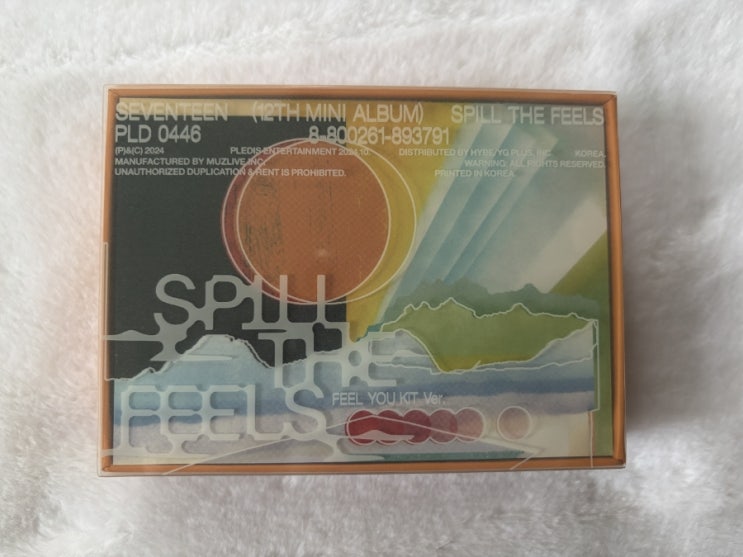 SEVENTEEN (12TH MINI ALBUM) SPILL THE FEELS
PLD 0446 8-800261-893791
(P)&(C) 2024 PLEDIS ENTERTAINMENT 2024.10. DISTRIBUTED BY HYBE/YG PLUS, INC. KOREA.
MANUFACTURED BY MUZLIVE INC. WARNING: ALL RIGHTS RESERVED.
UNAUTHORIZED DUPLICATION & RENT IS PROHIBITED. PRINTED IN KOREA.
SPILL
THE
FEELS
FEEL YOU KIT Ver.